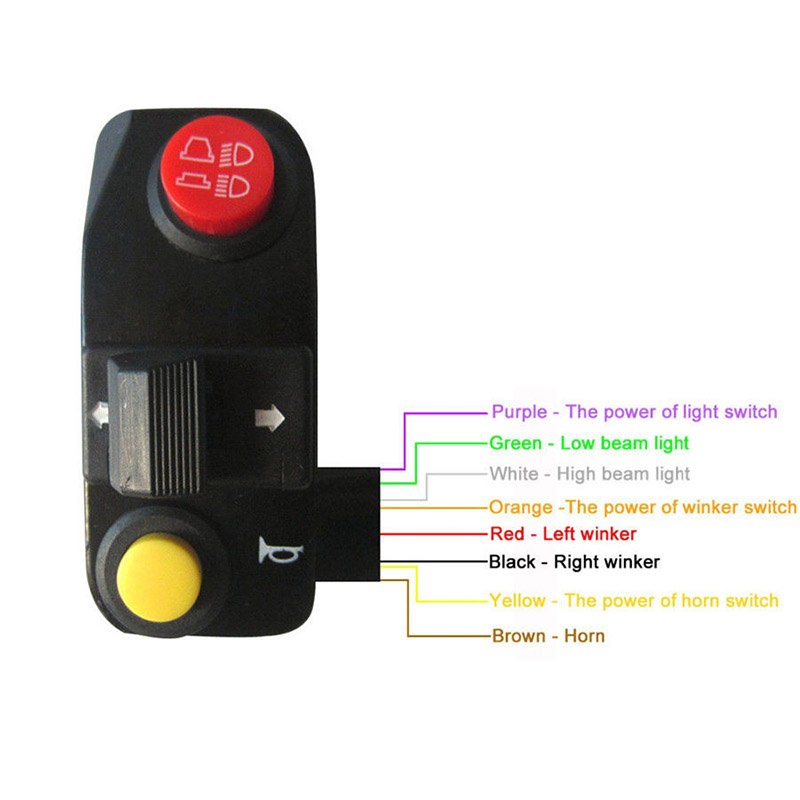 Purple - The power of light switch
Green - Low beam light
White - High beam light
Orange -The power of winker switch
Red - Left winker
Black - Right winker
Yellow - The power of horn switch
Brown - Horn